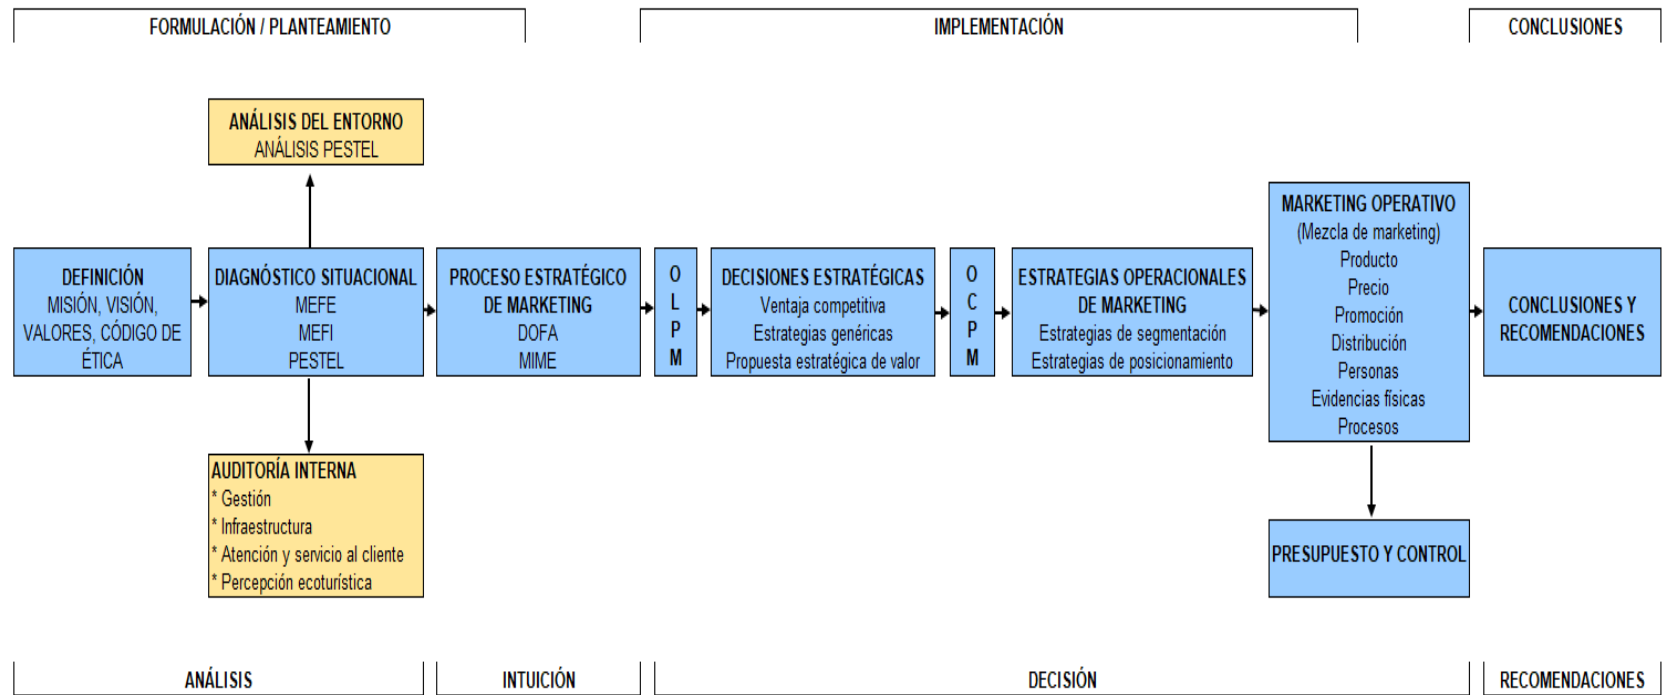 FORMULACIÓN / PLANTEAMIENTO
IMPLEMENTACIÓN
CONCLUSIONES
ANÁLISIS DEL ENTORNO
ANÁLISIS PESTEL
DEFINICIÓN
MISIÓN, VISIÓN,
VALORES, CÓDIGO DE
ÉTICA
DIAGNÓSTICO SITUACIONAL
MEFE
MEFI
PESTEL
PROCESO ESTRATÉGICO
DE MARKETING
DOFA
MIME
O
L
P
M
DECISIONES ESTRATÉGICAS
Ventaja competitiva
Estrategias genéricas
Propuesta estratégica de valor
O
C
P
M
ESTRATEGIAS OPERACIONALES
DE MARKETING
Estrategias de segmentación
Estrategias de posicionamiento
MARKETING OPERATIVO
(Mezcla de marketing)
Producto
Precio
Promoción
Distribución
Personas
Evidencias físicas
Procesos
CONCLUSIONES Y
RECOMENDACIONES
AUDITORÍA INTERNA
* Gestión
* Infraestructura
* Atención y servicio al cliente
* Percepción ecoturística
PRESUPUESTO Y CONTROL
ANÁLISIS
INTUICIÓN
DECISIÓN
RECOMENDACIONES